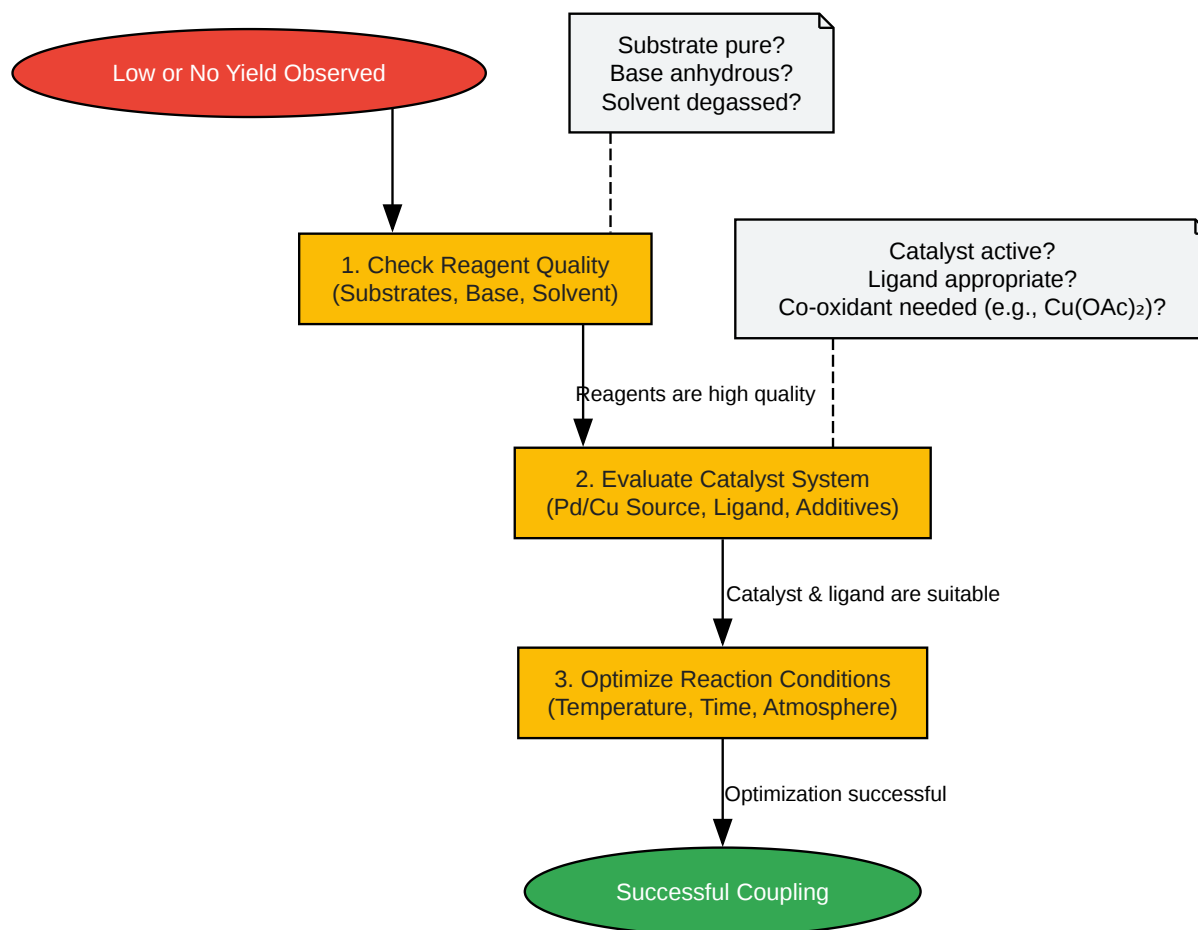 Low or No Yield Observed
Substrate pure?
Base anhydrous?
Solvent degassed?
1. Check Reagent Quality
(Substrates, Base, Solvent)
Catalyst active?
Ligand appropriate?
Co-oxidant needed (e.g., Cu(OAc)₂)?
Reagents are high quality
2. Evaluate Catalyst System
(Pd/Cu Source, Ligand, Additives)
Catalyst & ligand are suitable
3. Optimize Reaction Conditions
(Temperature, Time, Atmosphere)
Optimization successful
Successful Coupling